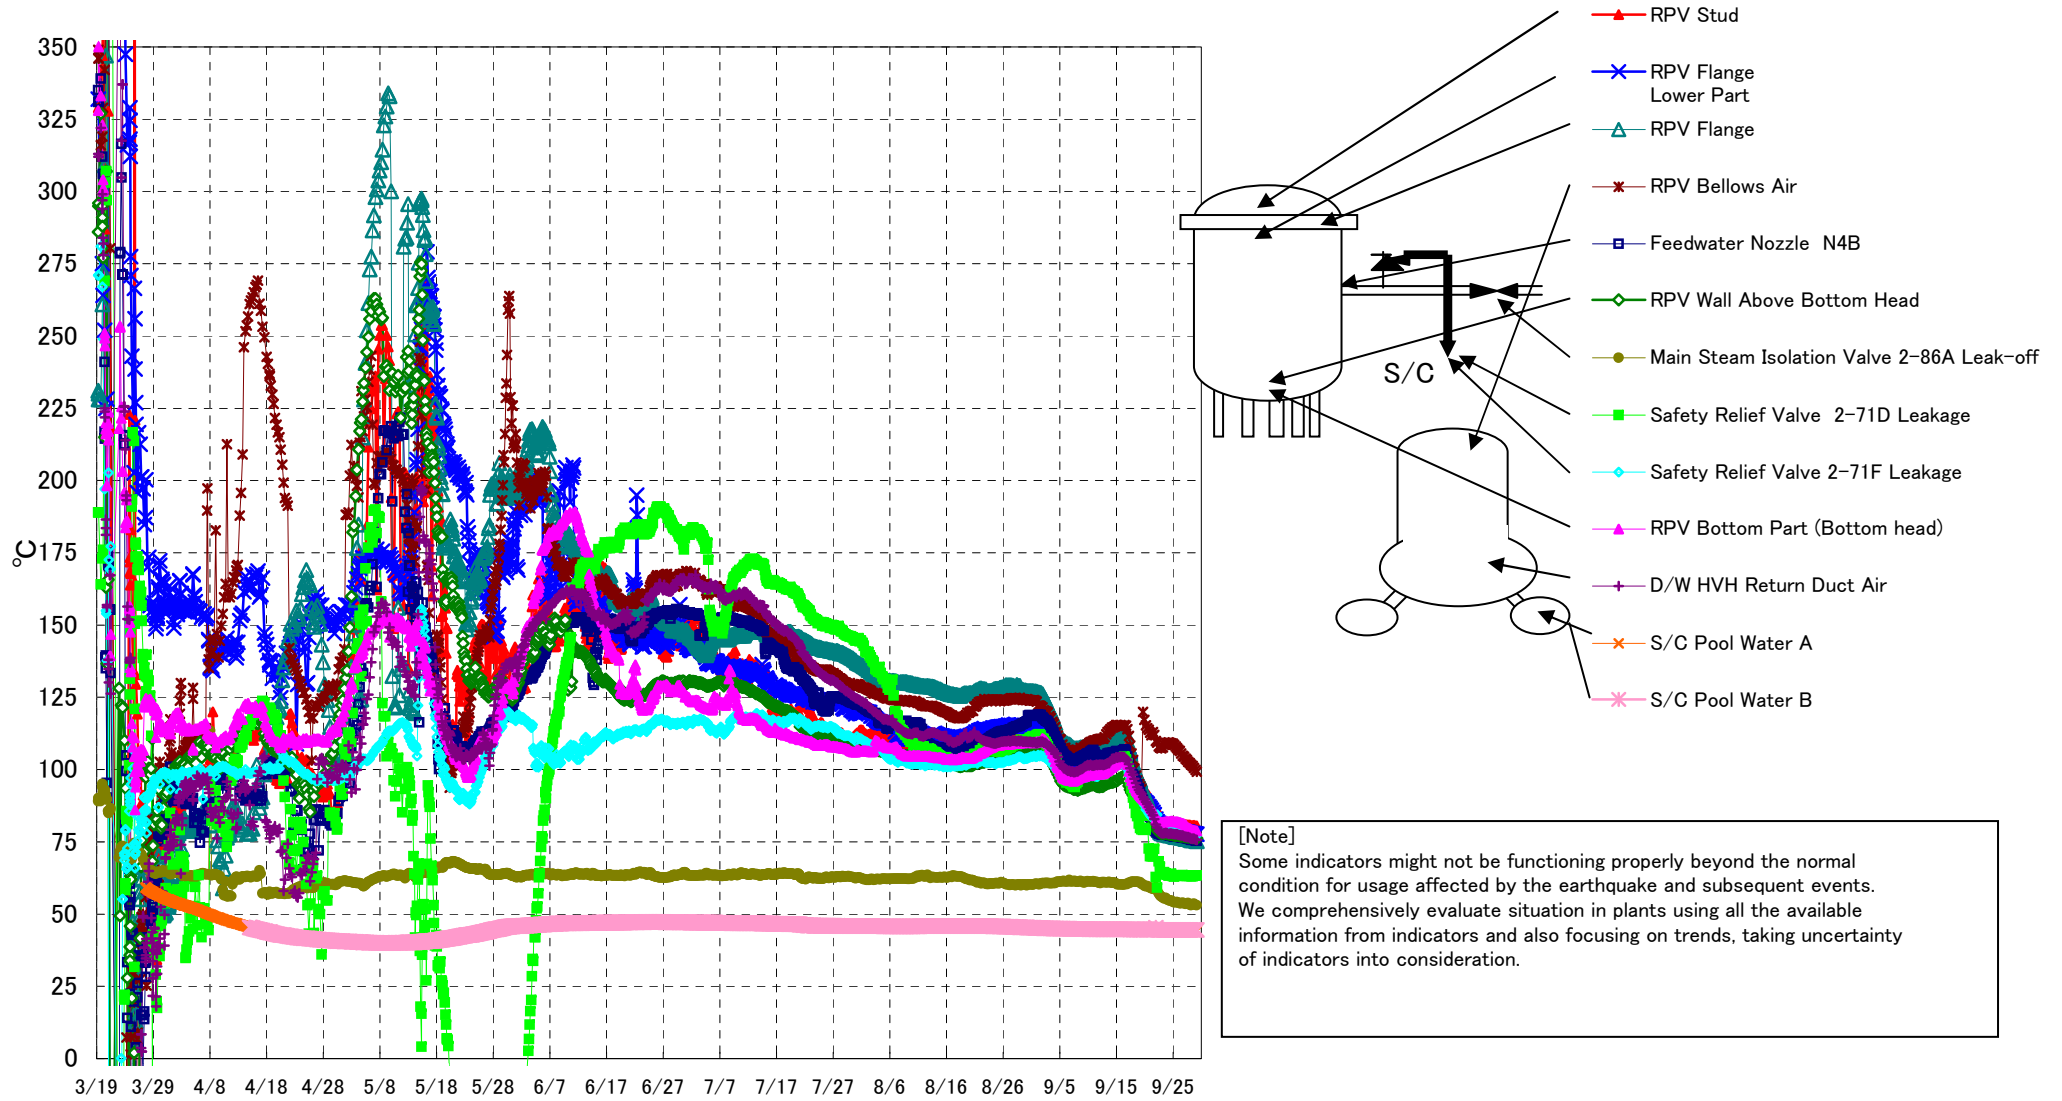 350
325
300
275
250
225
200
175
150
125
100
75
50
25
0
℃
3/19 3/29 4/8 4/18 4/28 5/8 5/18 5/28 6/7 6/17 6/27 7/7 7/17 7/27 8/6 8/16 8/26 9/5 9/15 9/25
RPV Stud
RPV Flange
Lower Part
RPV Flange
RPV Bellows Air
Feedwater Nozzle N4B
RPV Wall Above Bottom Head
Main Steam Isolation Valve 2-86A Leak-off
Safety Relief Valve 2-71D Leakage
Safety Relief Valve 2-71F Leakage
RPV Bottom Part (Bottom head)
D/W HVH Return Duct Air
S/C Pool Water A
S/C Pool Water B
S/C
[Note]
Some indicators might not be functioning properly beyond the normal
condition for usage affected by the earthquake and subsequent events.
We comprehensively evaluate situation in plants using all the available
information from indicators and also focusing on trends, taking uncertainty
of indicators into consideration.